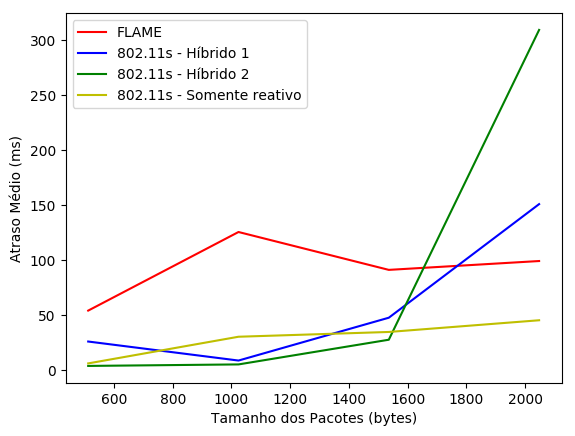 FLAME
802.11s - Híbrido 1
802.11s - Híbrido 2
802.11s - Somente reativo
Atraso Médio (ms)
300
250
200
150
100
50
0
600 800 1000 1200 1400 1600 1800 2000
Tamanho dos Pacotes (bytes)